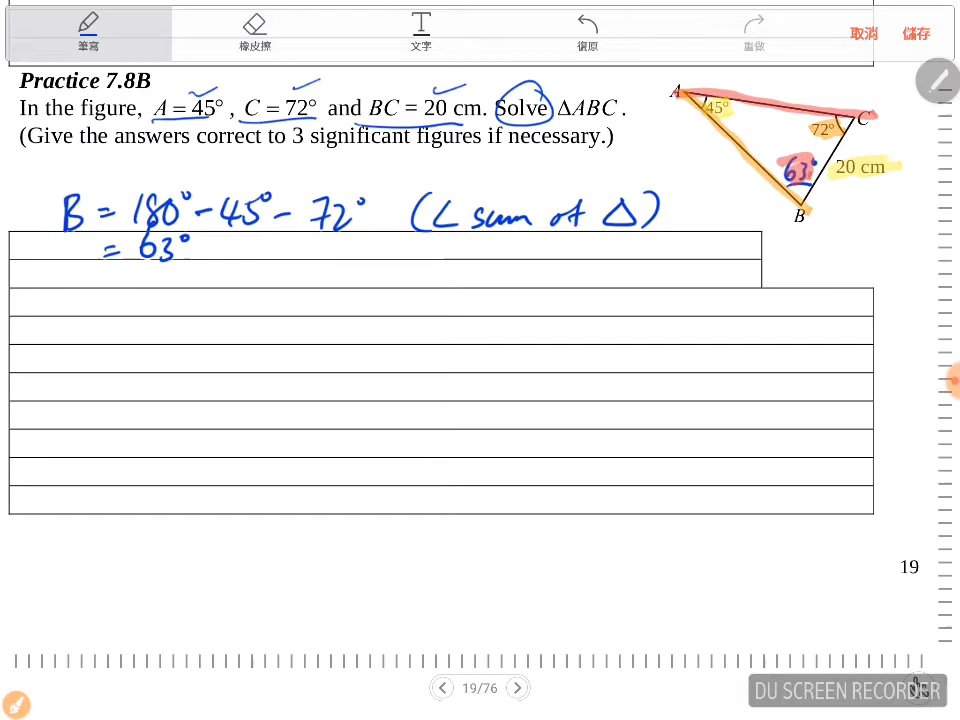 筆寫
橡皮擦
文字
復原
重做
取消
儲存
Practice 7.8B
In the figure, A = 45° , C = 72° and BC = 20 cm. Solve ΔABC .
(Give the answers correct to 3 significant figures if necessary.)
A
45°
72°
C
63°
20 cm
B
B = 180° - 45° - 72° (∠ sum of Δ)
= 63°
19
19/76
DU SCREEN RECORDER